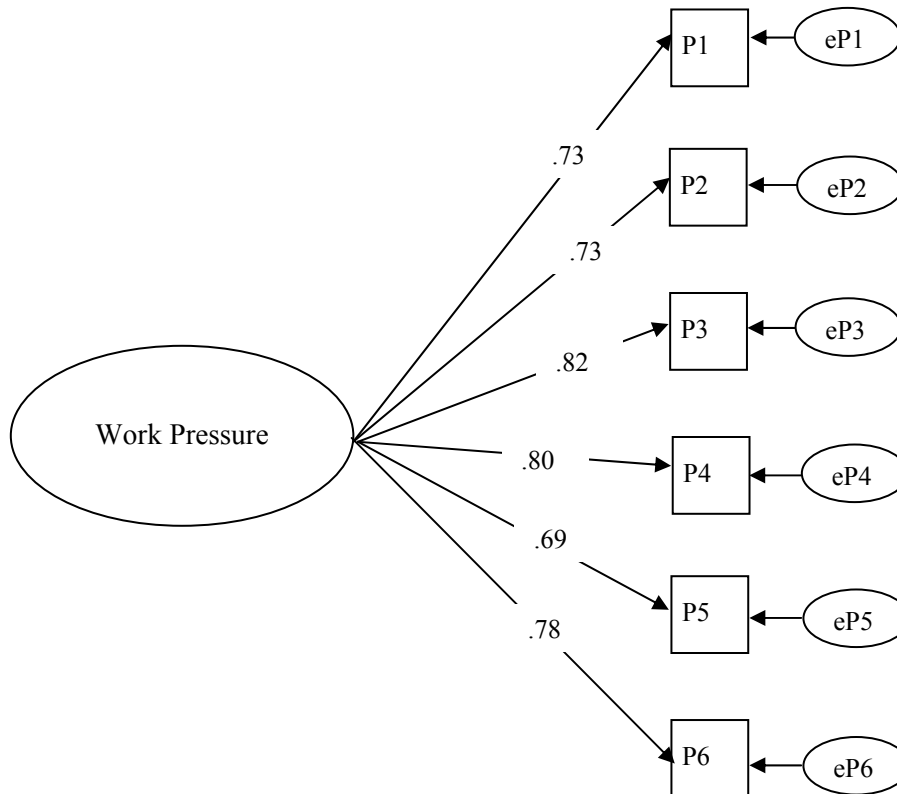 P1
eP1
.73
P2
eP2
.73
P3
eP3
.82
Work Pressure
.80
P4
eP4
.69
P5
eP5
.78
P6
eP6